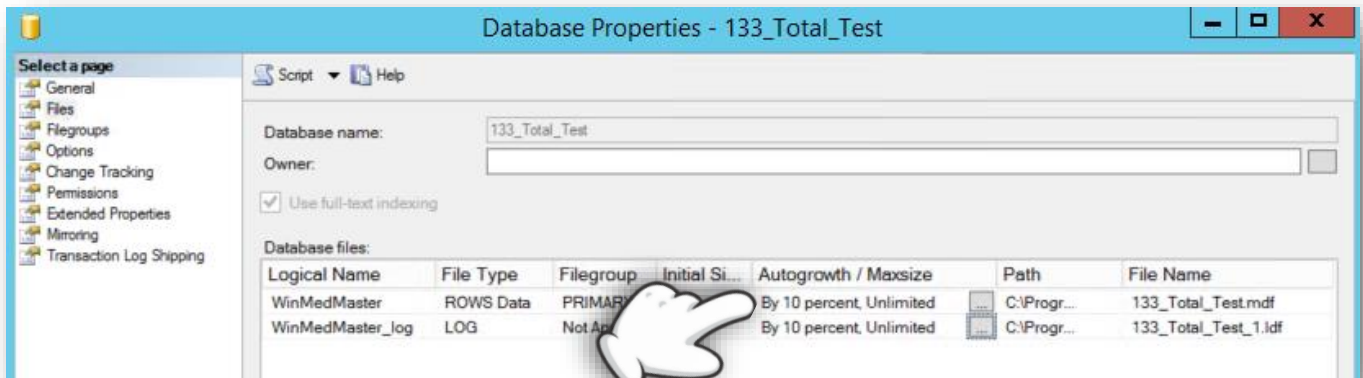 Database Properties - 133_Total_Test
x
Select a page
General
Files
Filegroups
Options
Change Tracking
Permissions
Extended Properties
Mirroring
Transaction Log Shipping
Script Help
Database name: 133_Total_Test
Owner:
Use full-text indexing
Database files:
Logical Name File Type Filegroup Initial Si... Autogrowth / Maxsize Path File Name
WinMedMaster ROWS Data PRIMARY By 10 percent, Unlimited ... C:\Progr... 133_Total_Test.mdf
WinMedMaster_log LOG Not By 10 percent, Unlimited ... C:\Progr... 133_Total_Test_1.ldf